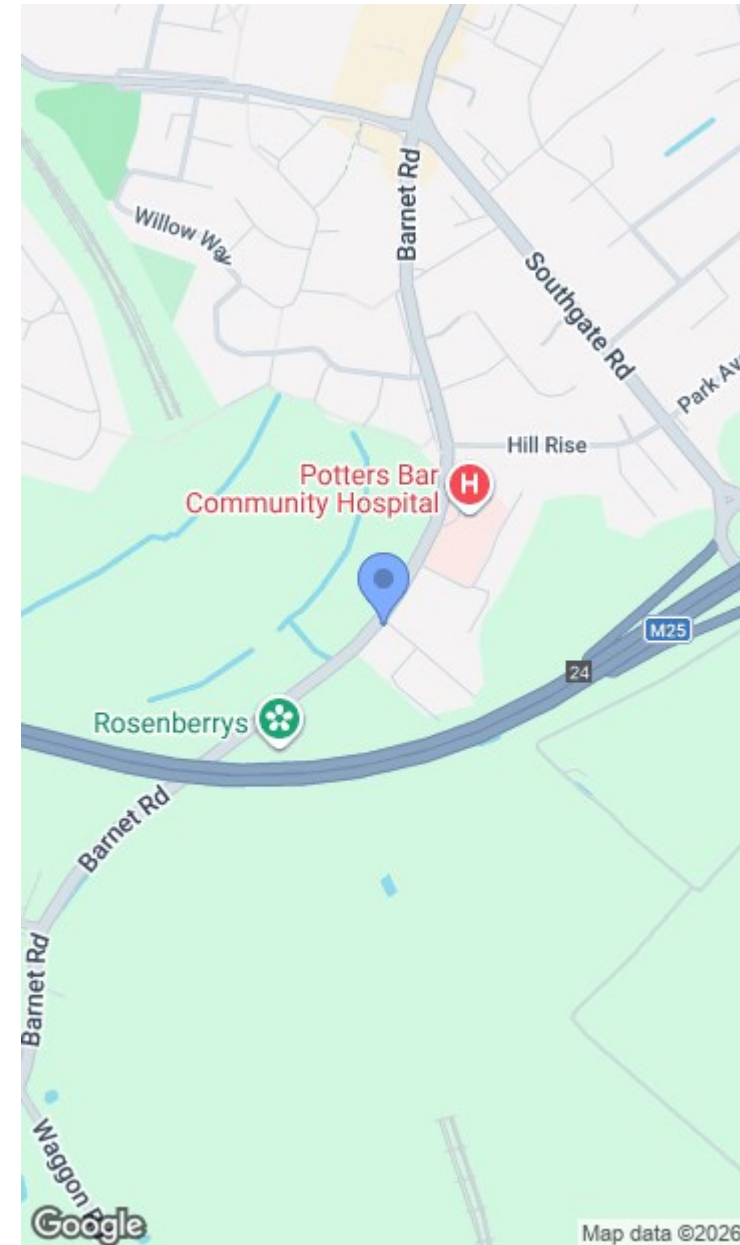 Barnet Rd
Willow Way
Southgate Rd
Park Av
Hill Rise
Potters Bar
Community Hospital
H
M25
24
Rosenberrys
Barnet Rd
Barnet Rd
Waggon
Google
Map data ©2026